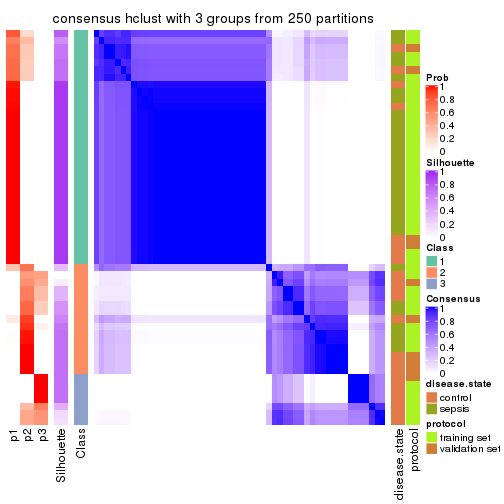 consensus hclust with 3 groups from 250 partitions
Prob
0.8
0.6
0.4
0.2
0
Silhouette
1
0.8
0.6
0.4
0.2
0
Class
1
2
3
Consensus
1
0.8
0.6
0.4
0.2
0
disease.state
control
sepsis
protocol
training set
validation set
p1
p2
p3
Silhouette
Class
disease.state
protocol